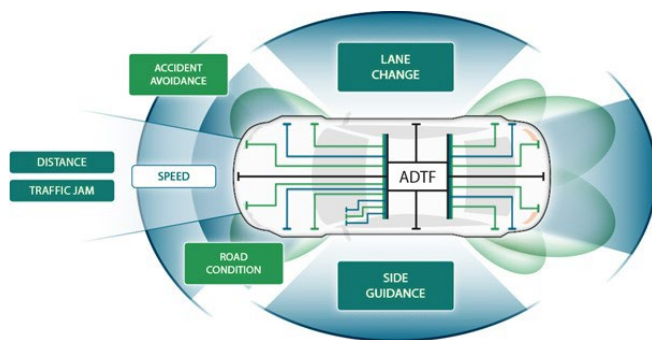 ACCIDENT
AVOIDANCE
LANE
CHANGE
DISTANCE
TRAFFIC JAM
SPEED
ADTF
ROAD
CONDITION
SIDE
GUIDANCE